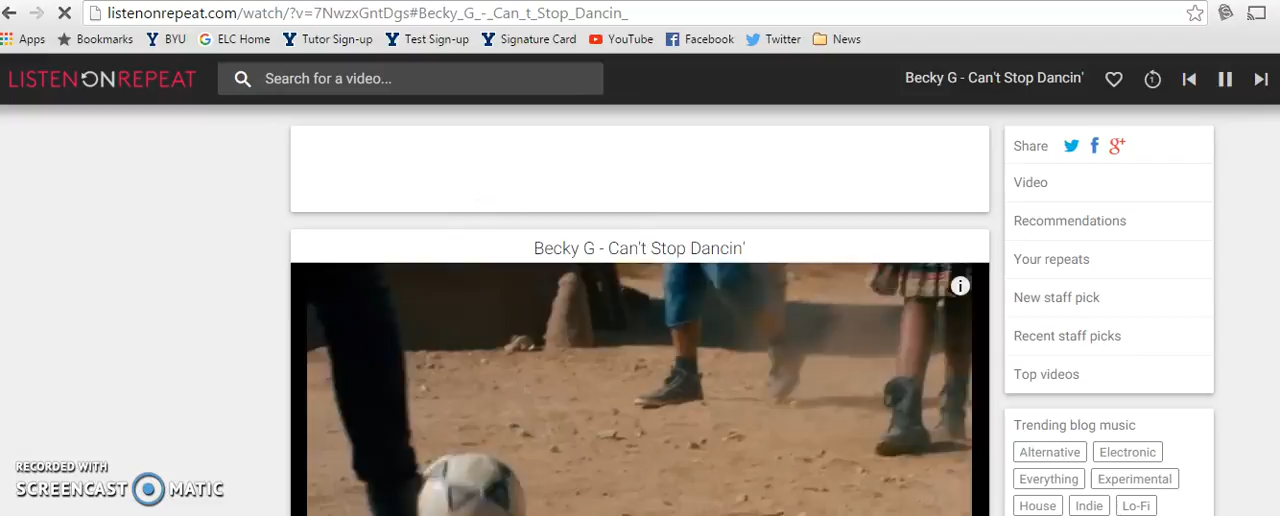 listenonrepeat.com/watch/?v=7NwzxGntDgs#Becky_G_-_Can_t_Stop_Dancin_
Apps Bookmarks BYU ELC Home Tutor Sign-up Test Sign-up Signature Card YouTube Facebook Twitter News
LISTENONREPEAT Search for a video... Becky G - Can't Stop Dancin' 1
Share g+
Video
Recommendations
Your repeats
New staff pick
Recent staff picks
Top videos
Becky G - Can't Stop Dancin'
i
Trending blog music
Alternative Electronic
Everything Experimental
House Indie Lo-Fi
RECORDED WITH
SCREENCAST MATIC